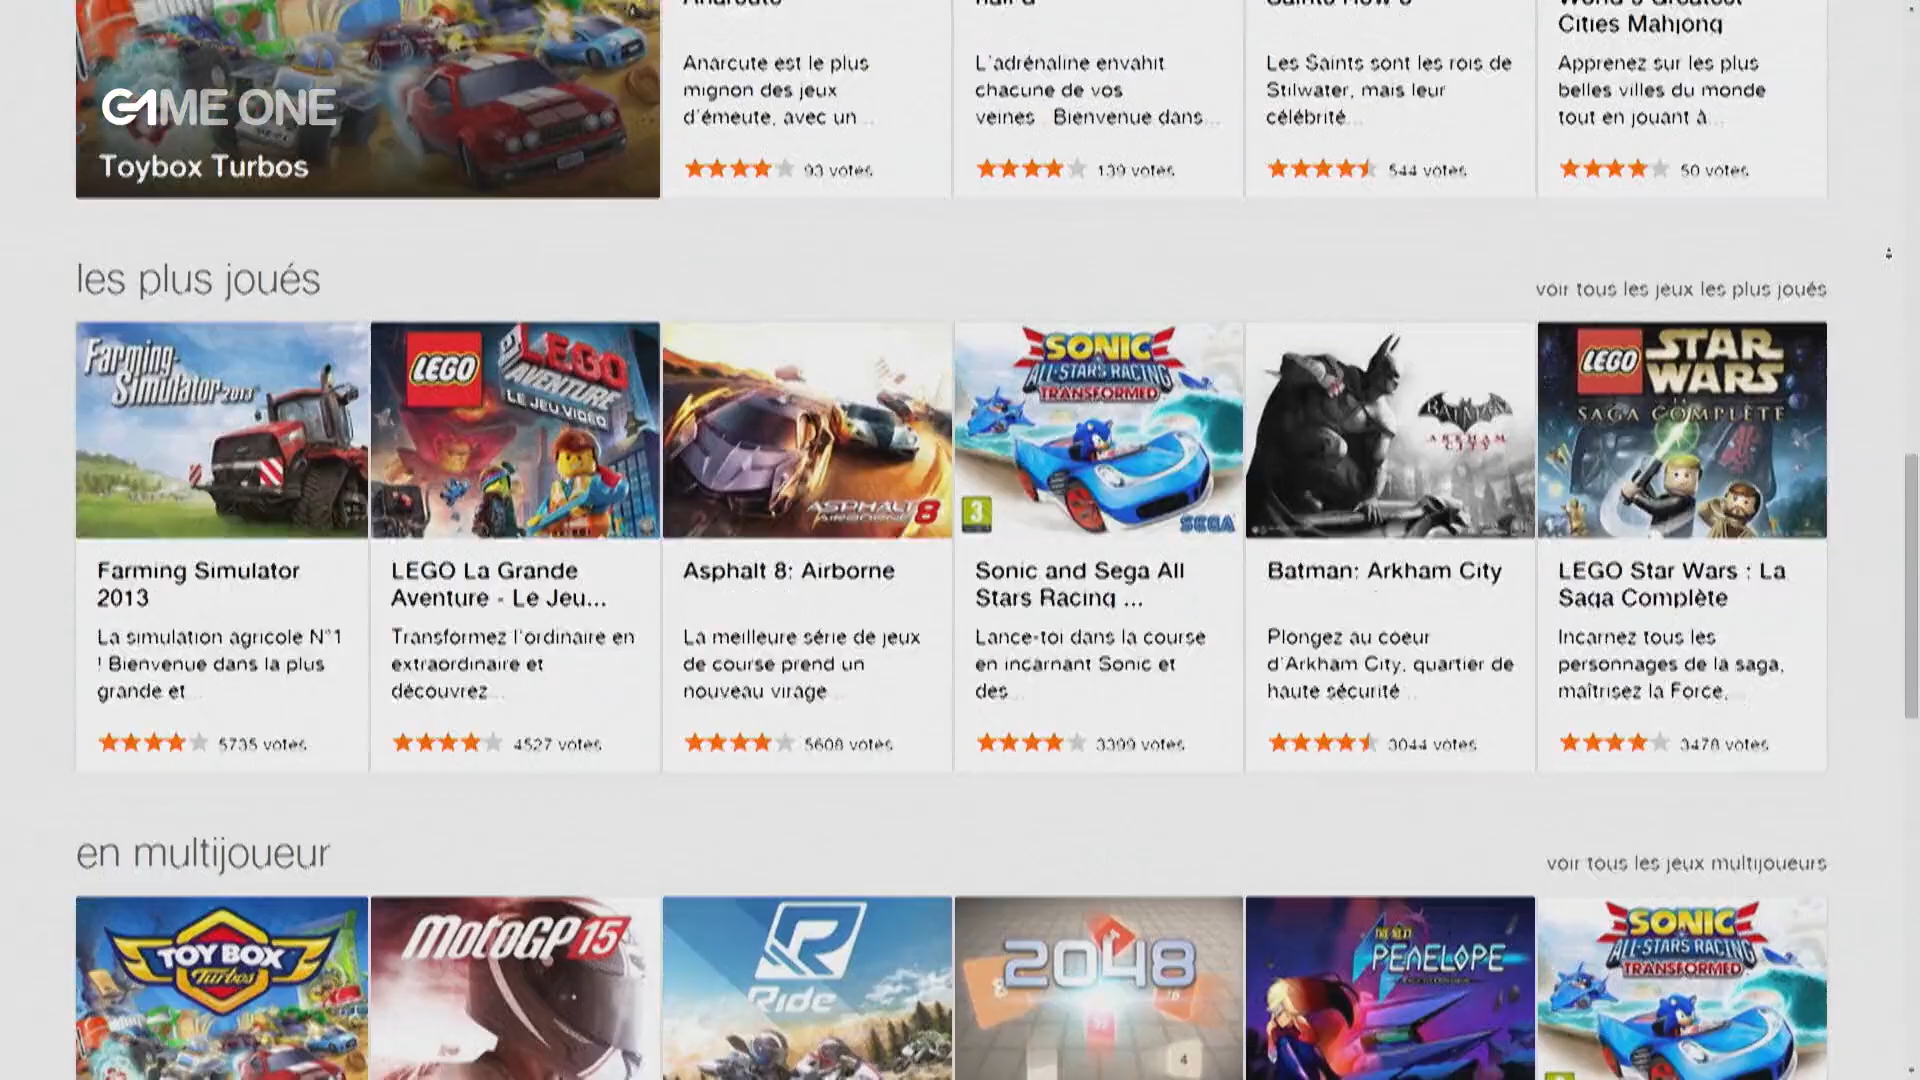 GAME ONE
Toybox Turbos
Anarcute
Anarcute est le plus
mignon des jeux
d'émeute, avec un ...
93 votes
L'adrénaline envahit
chacune de vos
veines . Bienvenue dans...
139 votes
Les Saints sont les rois de
Stilwater, mais leur
célébrité...
544 votes
World's Greatest
Cities Mahjong
Apprenez sur les plus
belles villes du monde
tout en jouant à...
50 votes
les plus joués
voir tous les jeux les plus joués
Farming
Simulator 2013
Farming Simulator
2013
La simulation agricole N°1
! Bienvenue dans la plus
grande et ...
5735 votes
LEGO
LEGO
AVENTURE
LE JEU VIDÉO
LEGO La Grande
Aventure - Le Jeu...
Transformez l'ordinaire en
extraordinaire et
découvrez...
4527 votes
ASPHALT 8
AIRBORNE
Asphalt 8: Airborne
La meilleure série de jeux
de course prend un
nouveau virage ...
5608 votes
SONIC
ALL-STARS RACING
TRANSFORMED
3
SEGA
Sonic and Sega All
Stars Racing ...
Lance-toi dans la course
en incarnant Sonic et
des...
3399 votes
BATMAN
ARKHAM
CITY
Batman: Arkham City
Plongez au coeur
d'Arkham City, quartier de
haute sécurité ...
3044 votes
LEGO STAR WARS
SAGA COMPLÈTE
LEGO Star Wars : La
Saga Complète
Incarnez tous les
personnages de la saga,
maîtrisez la Force,
3478 votes
en multijoueur
voir tous les jeux multijoueurs
TOY BOX
Turbos
MotoGP 15
R
Ride
2048
4
THE NEXT
PENELOPE
SONIC
ALL-STARS RACING
TRANSFORMED